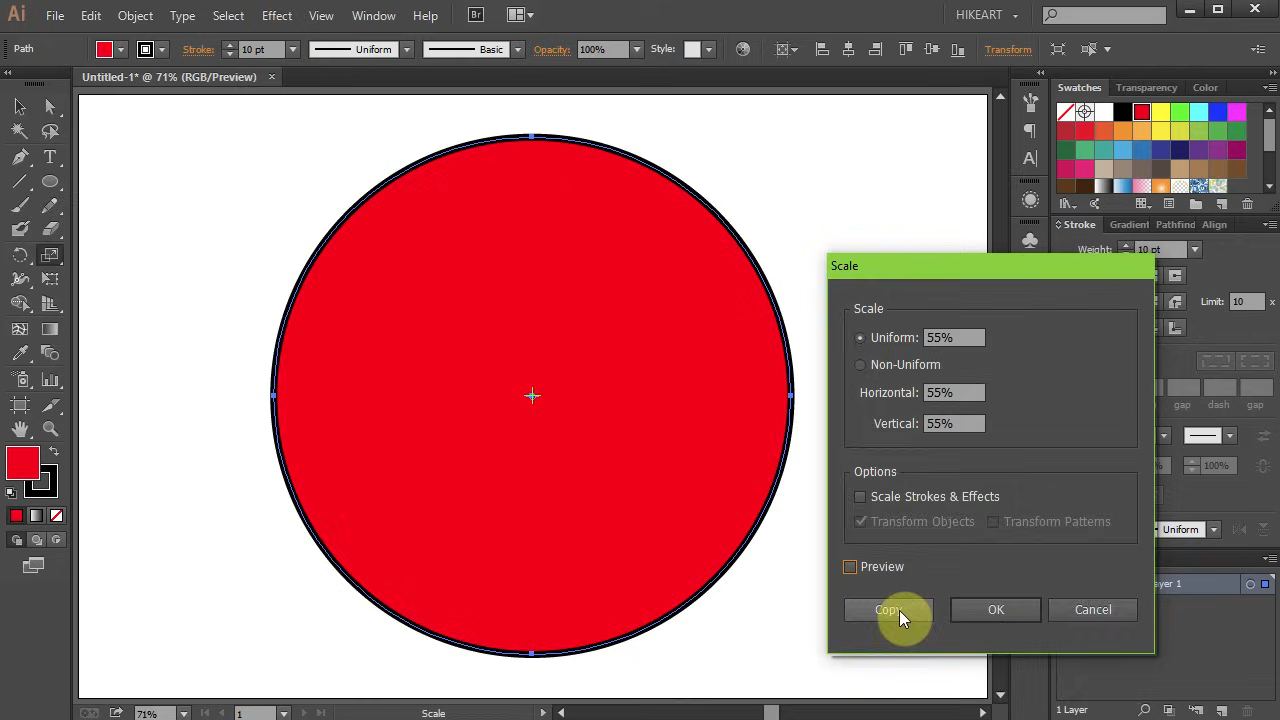 Ai File Edit Object Type Select Effect View Window Help Br HIKEART
Path Stroke: 10 pt Uniform Basic Opacity: 100% Style: Transform
Untitled-1* @ 71% (RGB/Preview) ×
Swatches Transparency Color
Stroke Gradient Pathfind Align
Weight: 10 pt
Limit: 10 x
gap dash gap
100%
Uniform
Scale
Scale
Uniform: 55%
Non-Uniform
Horizontal: 55%
Vertical: 55%
Options
Scale Strokes & Effects
Transform Objects Transform Patterns
Preview
Copy OK Cancel
ayer 1
1 Layer
71% 1 Scale